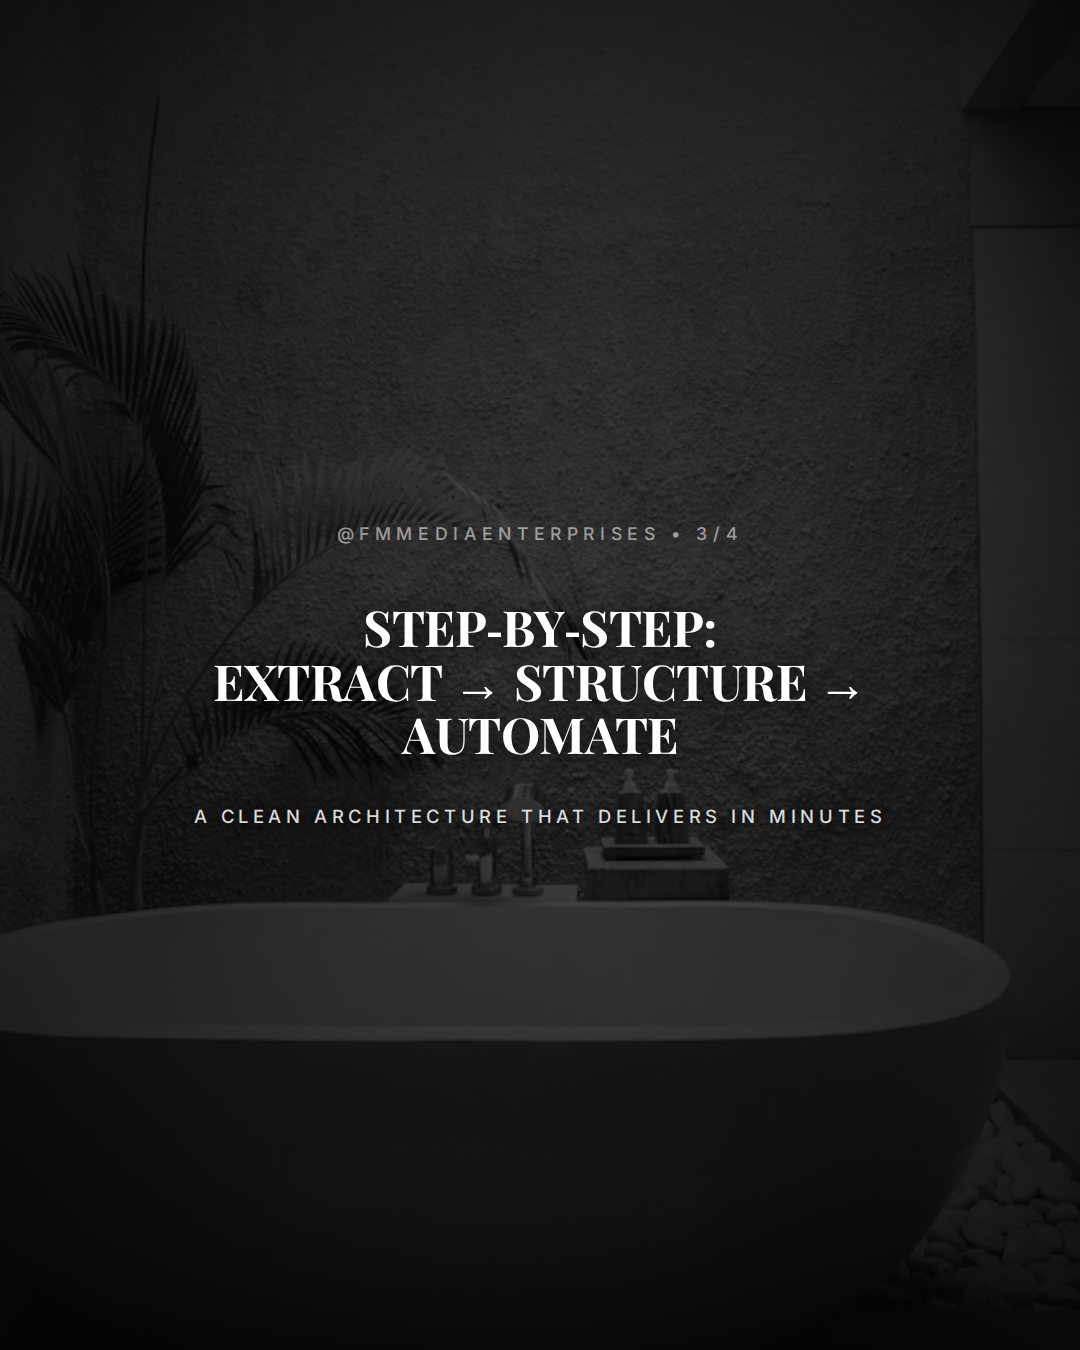 @FMMEDIAENTERPRISES • 3/4
STEP-BY-STEP:
EXTRACT → STRUCTURE →
AUTOMATE
A CLEAN ARCHITECTURE THAT DELIVERS IN MINUTES